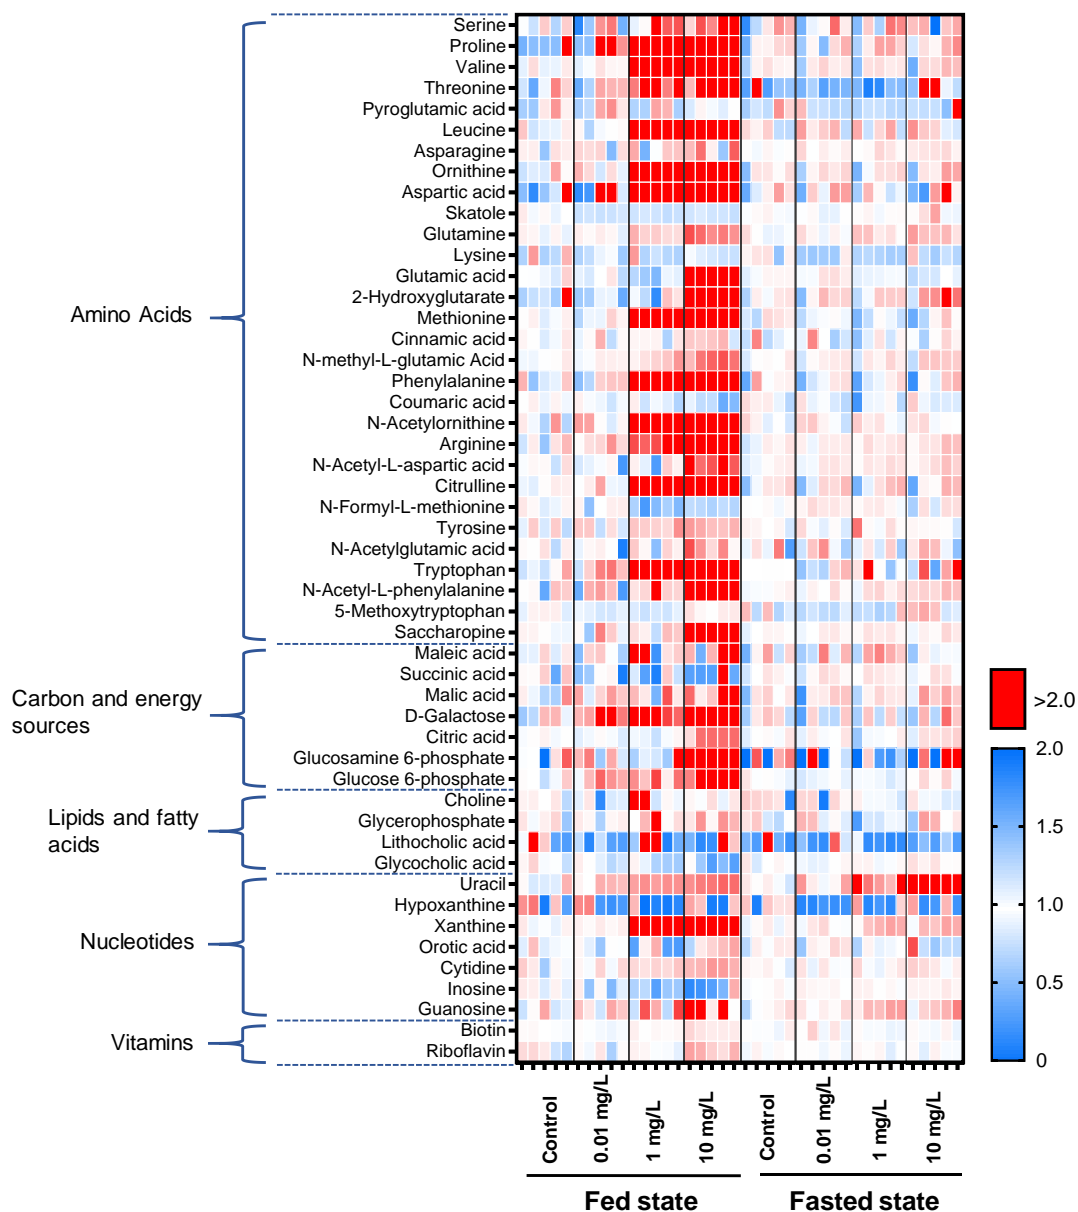 Serine
Proline
Valine
Threonine
Pyroglutamic acid
Leucine
Asparagine
Ornithine
Aspartic acid
Skatole
Glutamine
Lysine
Glutamic acid
2-Hydroxyglutarate
Methionine
Cinnamic acid
N-methyl-L-glutamic Acid
Phenylalanine
Coumaric acid
N-Acetylornithine
Arginine
N-Acetyl-L-aspartic acid
Citrulline
N-Formyl-L-methionine
Tyrosine
N-Acetylglutamic acid
Tryptophan
N-Acetyl-L-phenylalanine
5-Methoxytryptophan
Saccharopine
Maleic acid
Succinic acid
Malic acid
D-Galactose
Citric acid
Glucosamine 6-phosphate
Glucose 6-phosphate
Choline
Glycerophosphate
Lithocholic acid
Glycocholic acid
Uracil
Hypoxanthine
Xanthine
Orotic acid
Cytidine
Inosine
Guanosine
Biotin
Riboflavin
Amino Acids
Carbon and energy
sources
Lipids and fatty
acids
Nucleotides
Vitamins
>2.0
2.0
1.5
1.0
0.5
0
Control
0.01 mg/L
1 mg/L
10 mg/L
Control
0.01 mg/L
1 mg/L
10 mg/L
Fed state
Fasted state